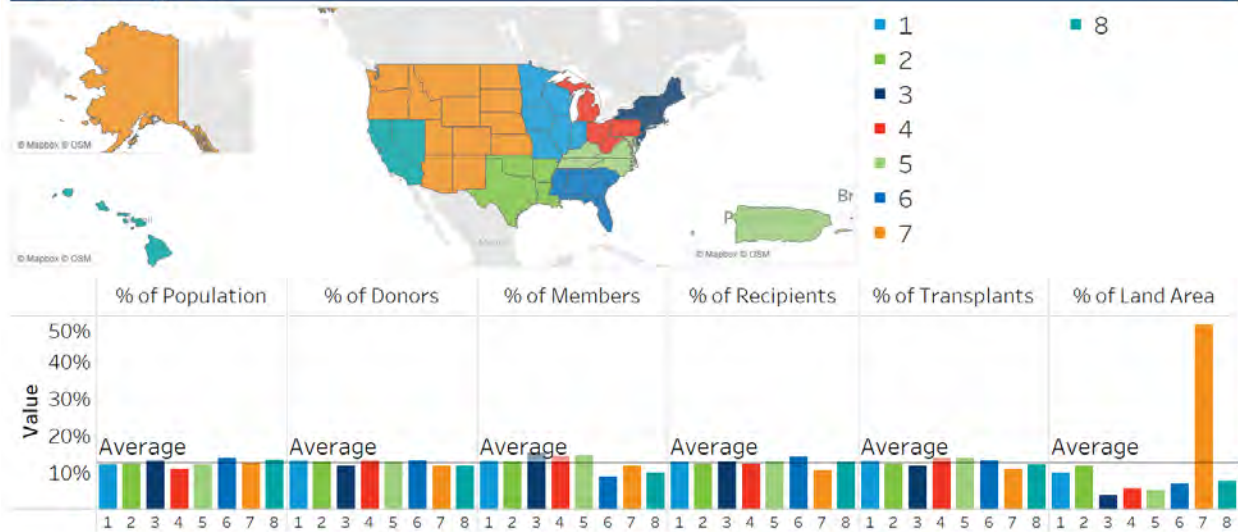 1
2
3
4
5
6
7
8
© Mapbox © OSM
© Mapbox © OSM
Mexico
P
Br
© Mapbox © OSM
% of Population
% of Donors
% of Members
% of Recipients
% of Transplants
% of Land Area
Value
50%
40%
30%
20%
10%
Average
Average
Average
Average
Average
Average
1 2 3 4 5 6 7 8
1 2 3 4 5 6 7 8
1 2 3 4 5 6 7 8
1 2 3 4 5 6 7 8
1 2 3 4 5 6 7 8
1 2 3 4 5 6 7 8